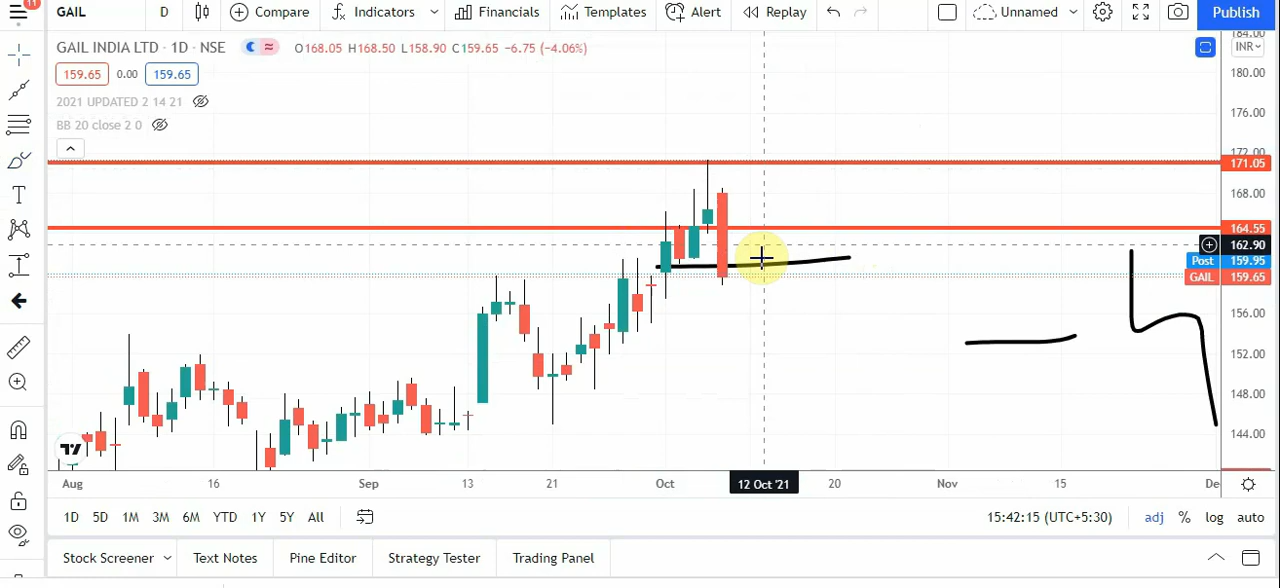 11
GAIL D Compare Indicators Financials Templates Alert Replay Unnamed Publish
GAIL INDIA LTD · 1D · NSE O168.05 H168.50 L158.90 C159.65 −6.75 (−4.06%)
184.00
INR
159.65 0.00 159.65
180.00
2021 UPDATED 2 14 21
176.00
BB 20 close 2 0
172.00
171.05
168.00
164.55
162.90
Post 159.95
GAIL 159.65
156.00
152.00
148.00
144.00
Aug 16 Sep 13 21 Oct 12 Oct '21 20 Nov 15 De
1D 5D 1M 3M 6M YTD 1Y 5Y All 15:42:15 (UTC+5:30) adj % log auto
Stock Screener Text Notes Pine Editor Strategy Tester Trading Panel